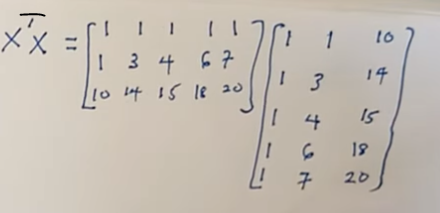 X'X = [1 1 1 1 1] [1 1 10]
[1 3 4 6 7] [1 3 14]
[10 14 15 18 20] [1 4 15]
[1 6 18]
[1 7 20]